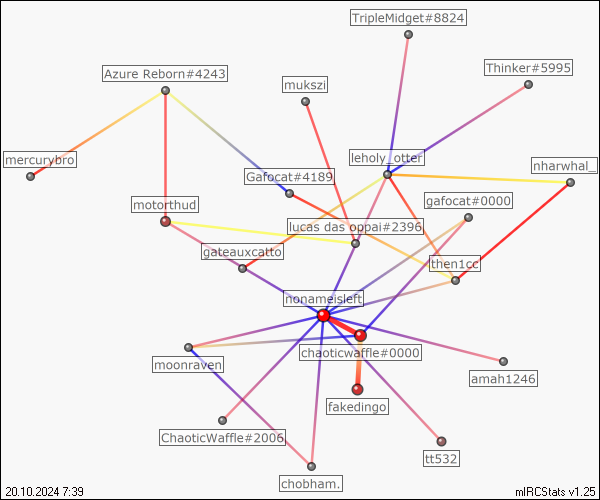 TripleMidget#8824
Thinker#5995
Azure Reborn#4243
mukszi
mercurybro
leholy_otter
nharwhal_
Gafocat#4189
motorthud
gafocat#0000
lucas das oppai#2396
gateauxcatto
then1cc
nonameisleft
chaoticwaffle#0000
moonraven
amah1246
fakedingo
ChaoticWaffle#2006
tt532
chobham.
20.10.2024 7:39
mIRCStats v1.25